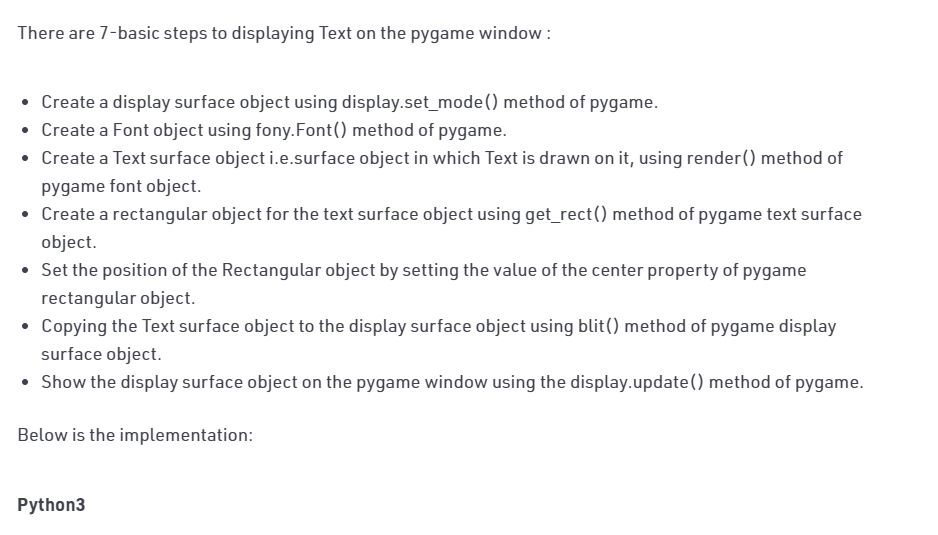 There are 7-basic steps to displaying Text on the pygame window :
• Create a display surface object using display.set_mode() method of pygame.
• Create a Font object using fony.Font() method of pygame.
• Create a Text surface object i.e.surface object in which Text is drawn on it, using render() method of
pygame font object.
• Create a rectangular object for the text surface object using get_rect() method of pygame text surface
object.
• Set the position of the Rectangular object by setting the value of the center property of pygame
rectangular object.
• Copying the Text surface object to the display surface object using blit() method of pygame display
surface object.
• Show the display surface object on the pygame window using the display.update() method of pygame.
Below is the implementation:
Python3